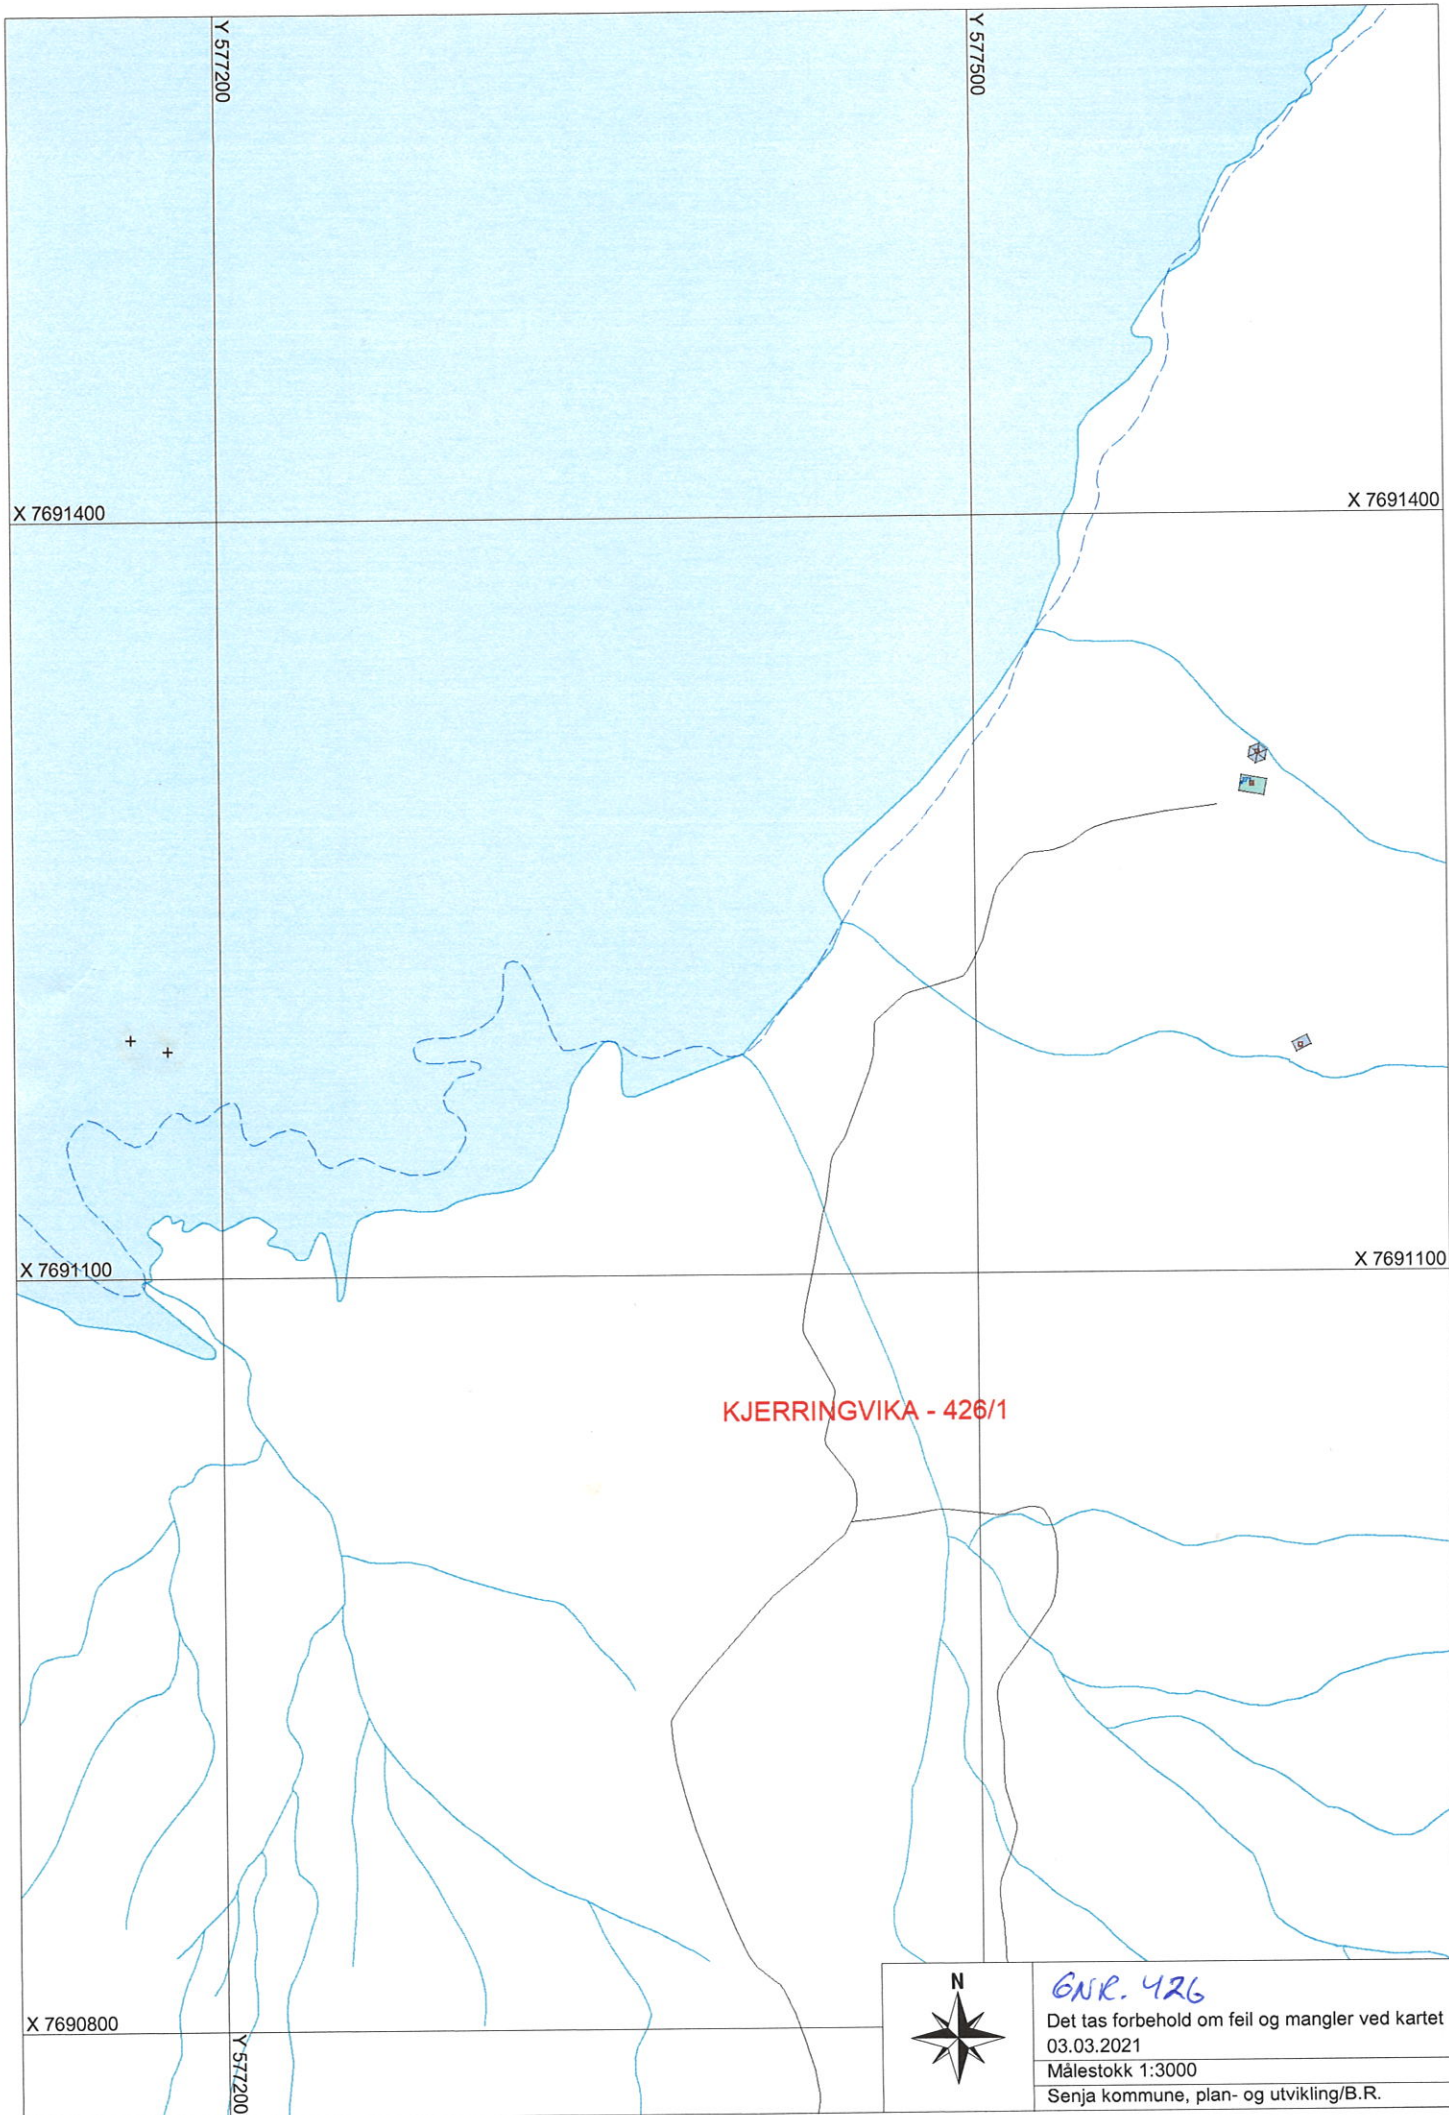 Y 577200
Y 577500
X 7691400
X 7691400
X 7691100
X 7691100
KJERRINGVIKA - 426/1
X 7690800
Y 577200
N
GNR. 426
Det tas forbehold om feil og mangler ved kartet
03.03.2021
Målestokk 1:3000
Senja kommune, plan- og utvikling/B.R.